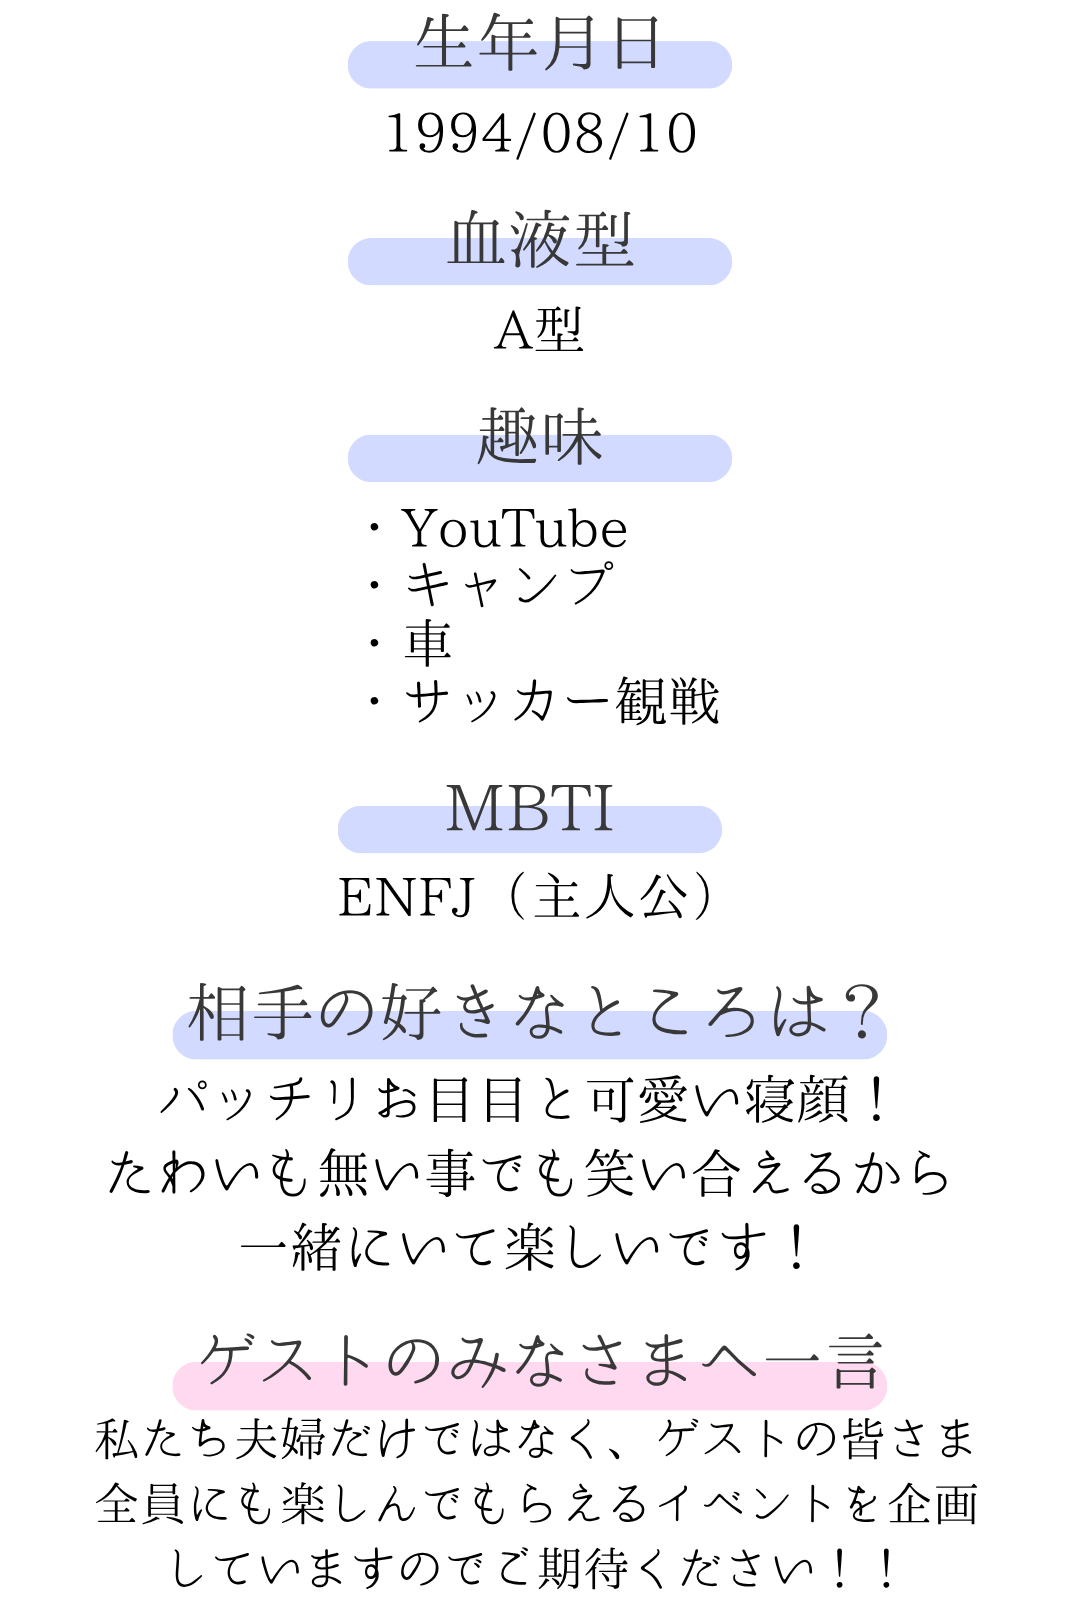 生年月日
1994/08/10
血液型
A型
趣味
・YouTube
・キャンプ
・車
・サッカー観戦
MBTI
ENFJ（主人公）
相手の好きなところは？
パッチリお目目と可愛い寝顔！
たわいも無い事でも笑い合えるから
一緒にいて楽しいです！
ゲストのみなさまへ一言
私たち夫婦だけではなく、ゲストの皆さま
全員にも楽しんでもらえるイベントを企画
していますのでご期待ください！！